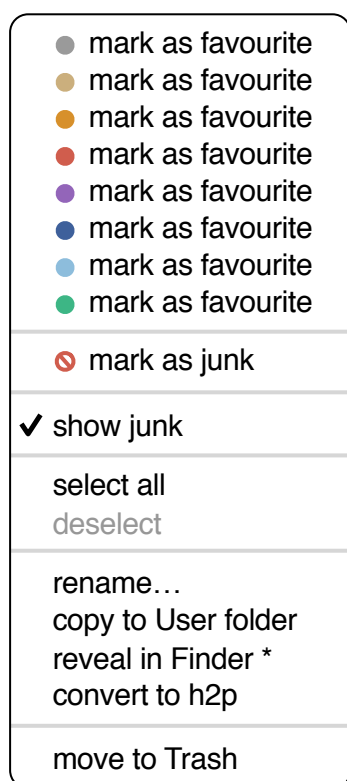 mark as favourite
mark as favourite
mark as favourite
mark as favourite
mark as favourite
mark as favourite
mark as favourite
mark as favourite
mark as junk
show junk
select all
deselect
rename…
copy to User folder
reveal in Finder *
convert to h2p
move to Trash